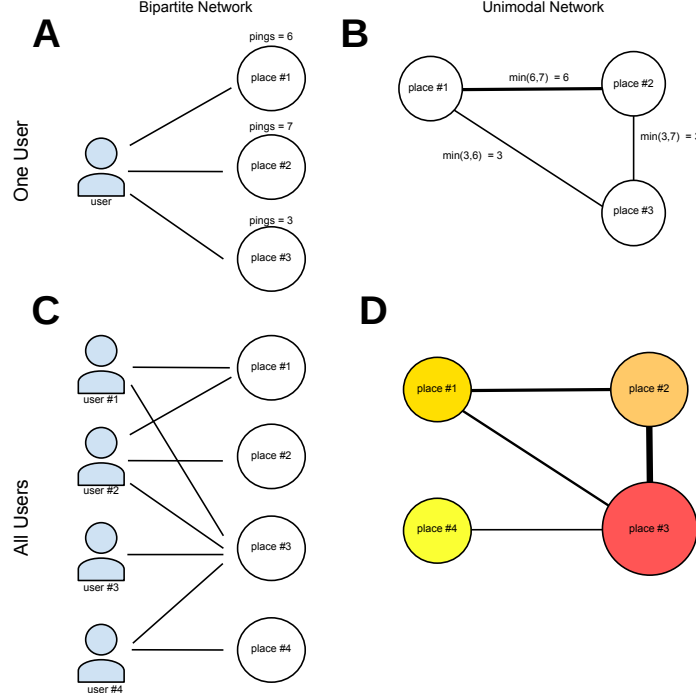 Bipartite Network
Unimodal Network
A
B
One User
pings = 6
place #1
pings = 7
place #2
pings = 3
place #3
user
place #1
min(6,7) = 6
place #2
min(3,7) =
min(3,6) = 3
place #3
C
D
All Users
user #1
user #2
user #3
user #4
place #1
place #2
place #3
place #4
place #1
place #2
place #4
place #3